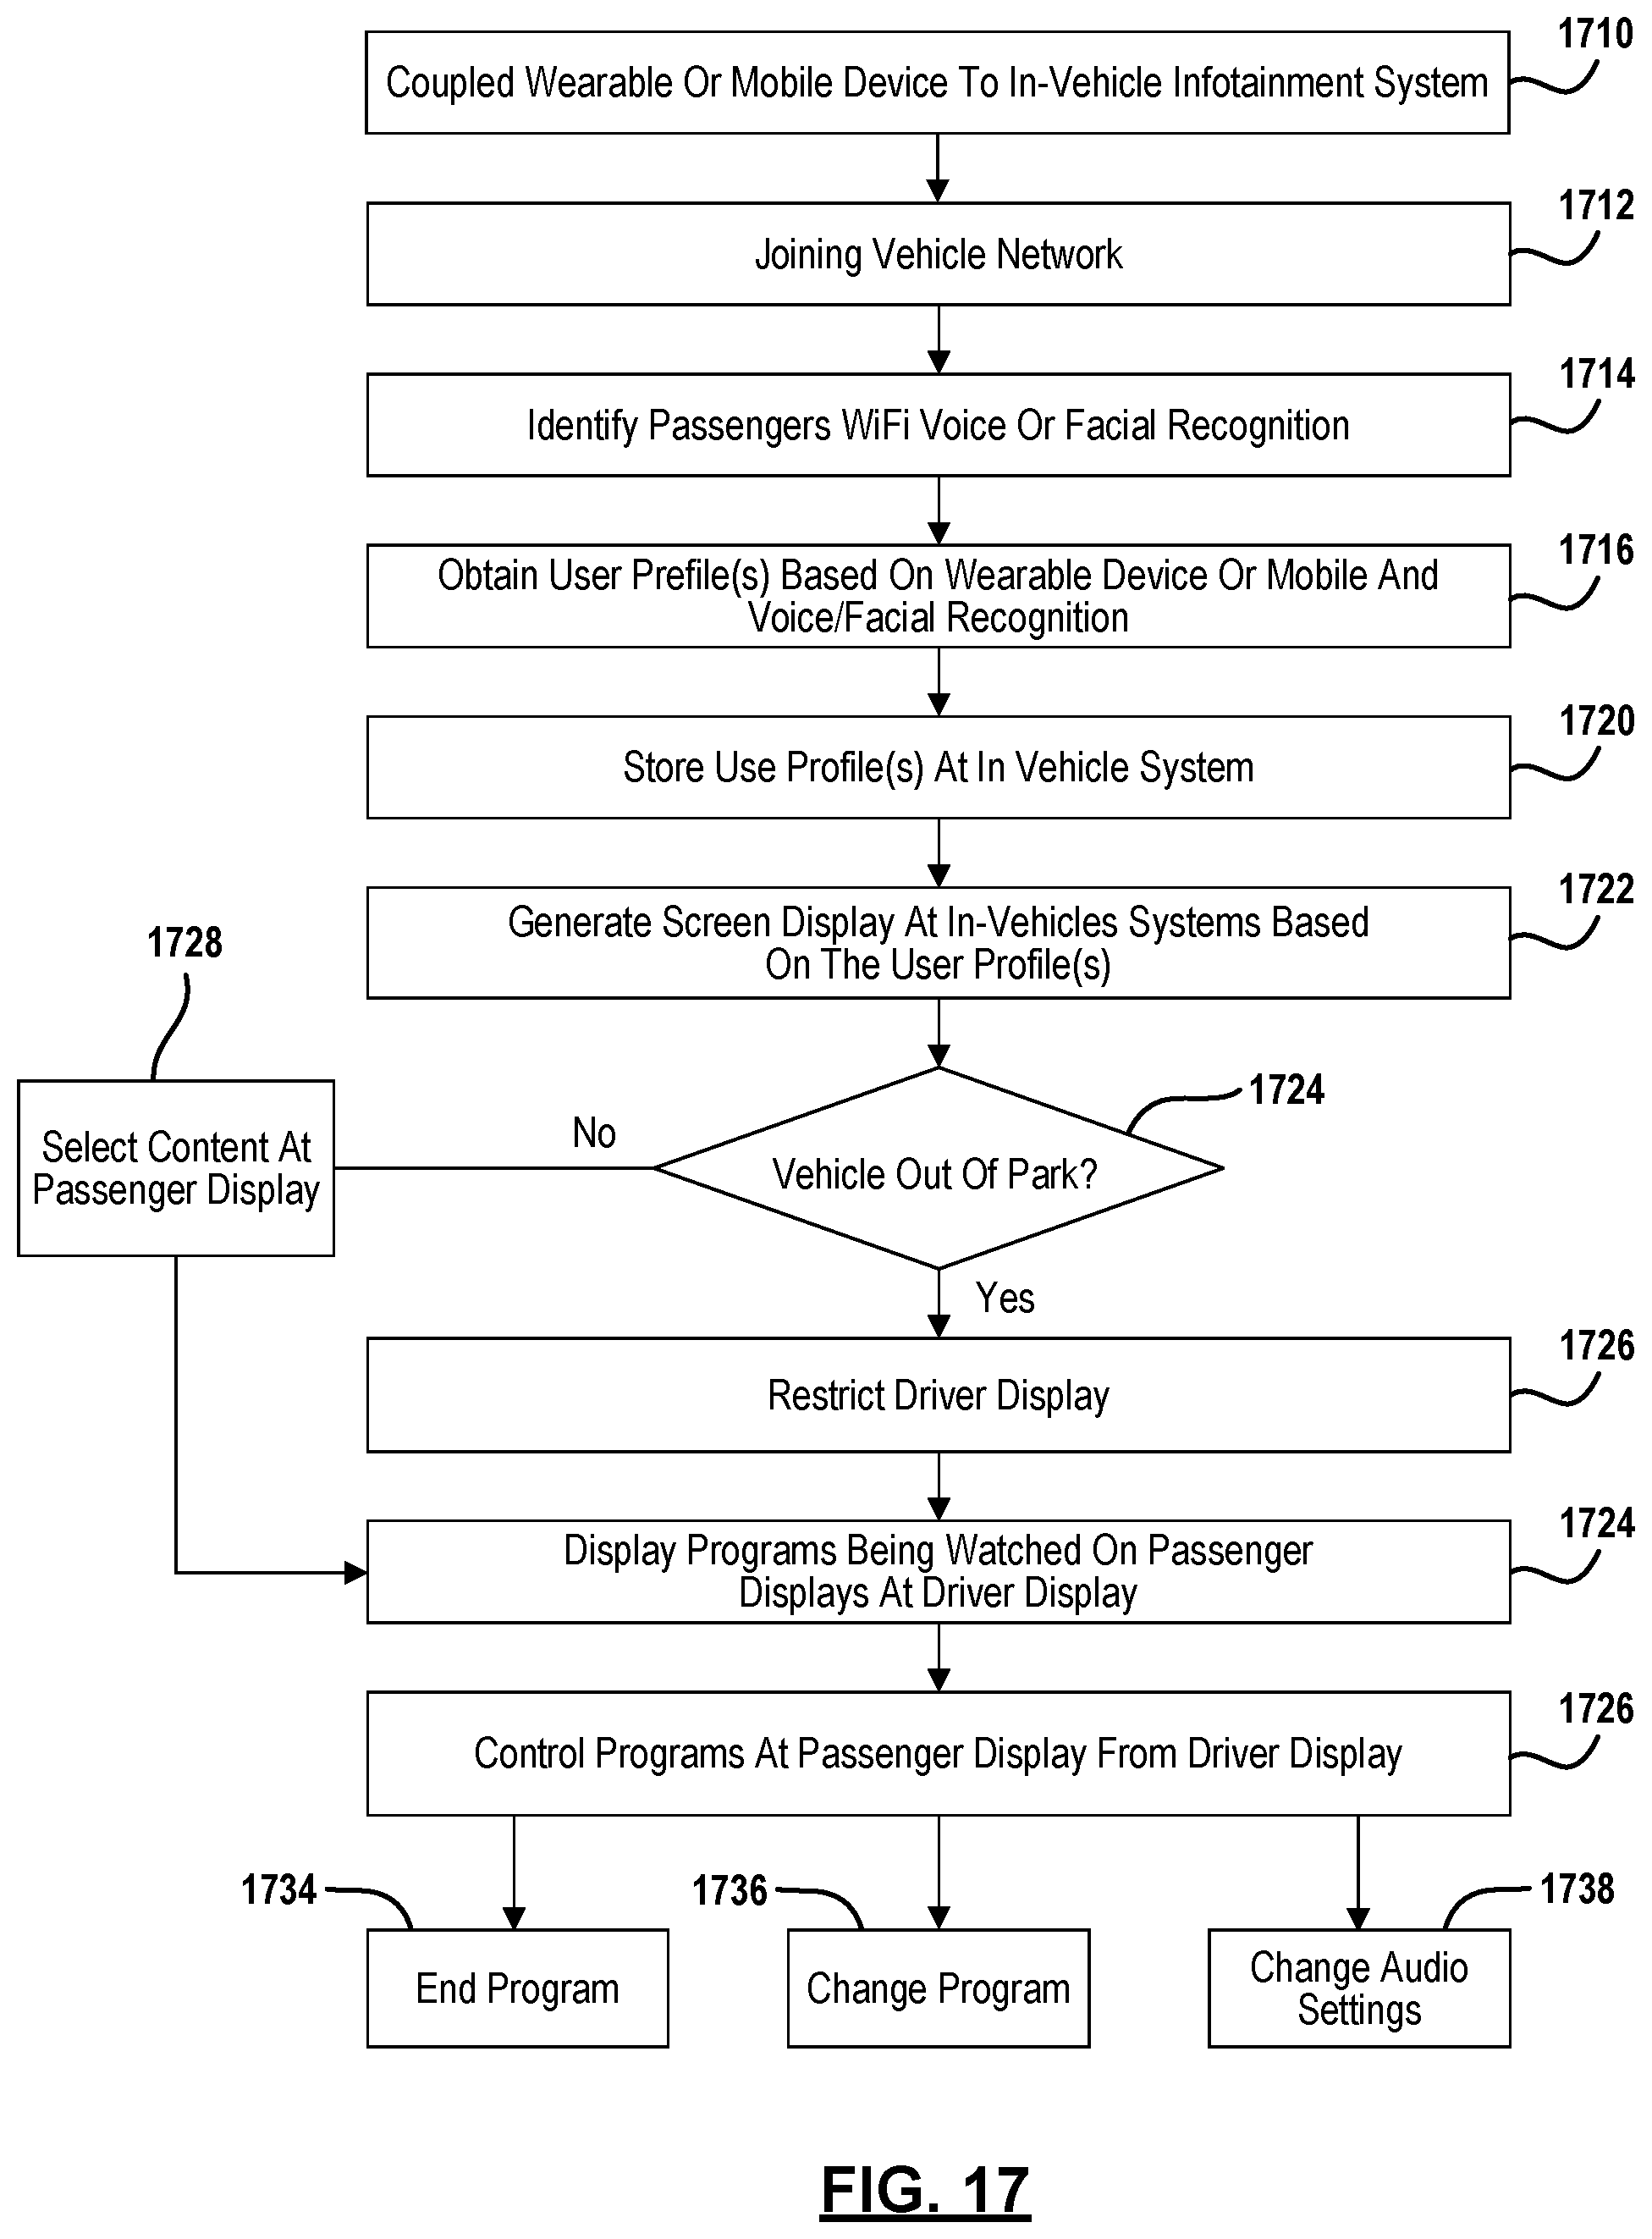 1710
Coupled Wearable Or Mobile Device To In-Vehicle Infotainment System
1712
Joining Vehicle Network
1714
Identify Passengers WiFi Voice Or Facial Recognition
1716
Obtain User Prefile(s) Based On Wearable Device Or Mobile And
Voice/Facial Recognition
1720
Store Use Profile(s) At In Vehicle System
1722
Generate Screen Display At In-Vehicles Systems Based
On The User Profile(s)
1728
Select Content At
Passenger Display
No
1724
Vehicle Out Of Park?
Yes
1726
Restrict Driver Display
1724
Display Programs Being Watched On Passenger
Displays At Driver Display
1726
Control Programs At Passenger Display From Driver Display
1734
End Program
1736
Change Program
1738
Change Audio
Settings
FIG. 17